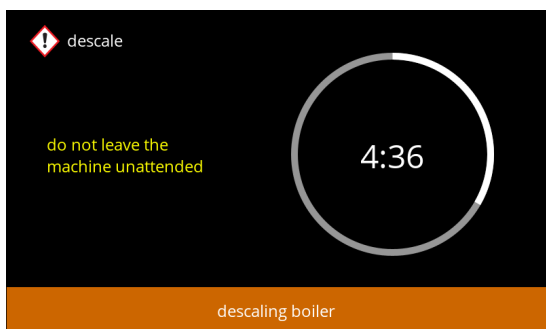 descale
do not leave the
machine unattended
4:36
descaling boiler